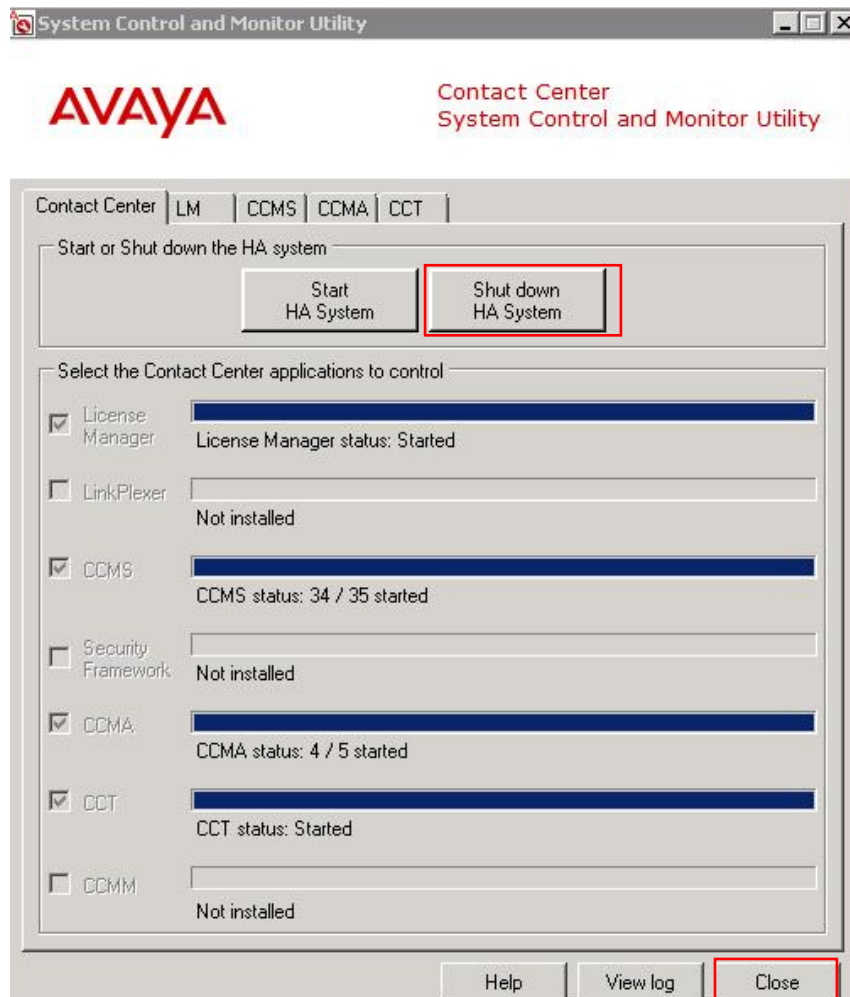 System Control and Monitor Utility
AVAYA
Contact Center
System Control and Monitor Utility
Contact Center LM CCMS CCMA CCT
Start or Shut down the HA system
Start
HA System
Shut down
HA System
Select the Contact Center applications to control
License
Manager
License Manager status: Started
LinkPlexer
Not installed
CCMS
CCMS status: 34 / 35 started
Security
Framework
Not installed
CCMA
CCMA status: 4 / 5 started
CCT
CCT status: Started
CCMM
Not installed
Help View log Close